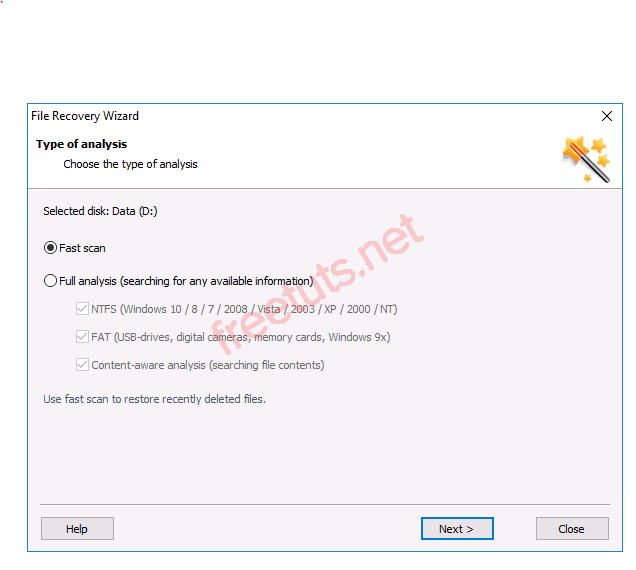 File Recovery Wizard
Type of analysis
Choose the type of analysis
Selected disk: Data (D:)
Fast scan
Full analysis (searching for any available information)
NTFS (Windows 10 / 8 / 7 / 2008 / Vista / 2003 / XP / 2000 / NT)
FAT (USB-drives, digital cameras, memory cards, Windows 9x)
Content-aware analysis (searching file contents)
Use fast scan to restore recently deleted files.
Help
Next >
Close
freetuts.net